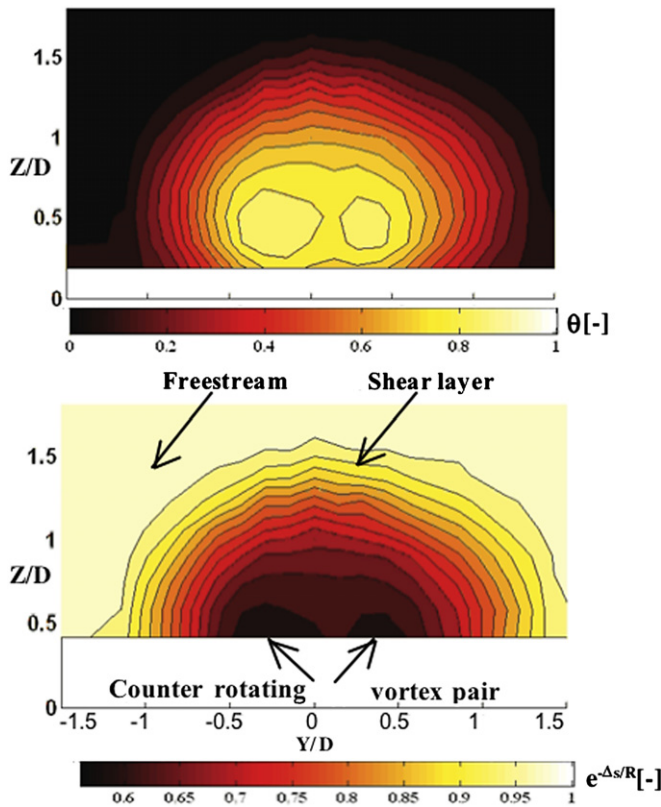 1.5
1
Z/D
0.5
0
θ[-]
0 0.2 0.4 0.6 0.8 1
Freestream Shear layer
1.5
1
Z/D
0.5
Counter rotating vortex pair
0
-1.5 -1 -0.5 0 0.5 1 1.5
Y/D
e-Δs/R[-]
0.6 0.65 0.7 0.75 0.8 0.85 0.9 0.95 1